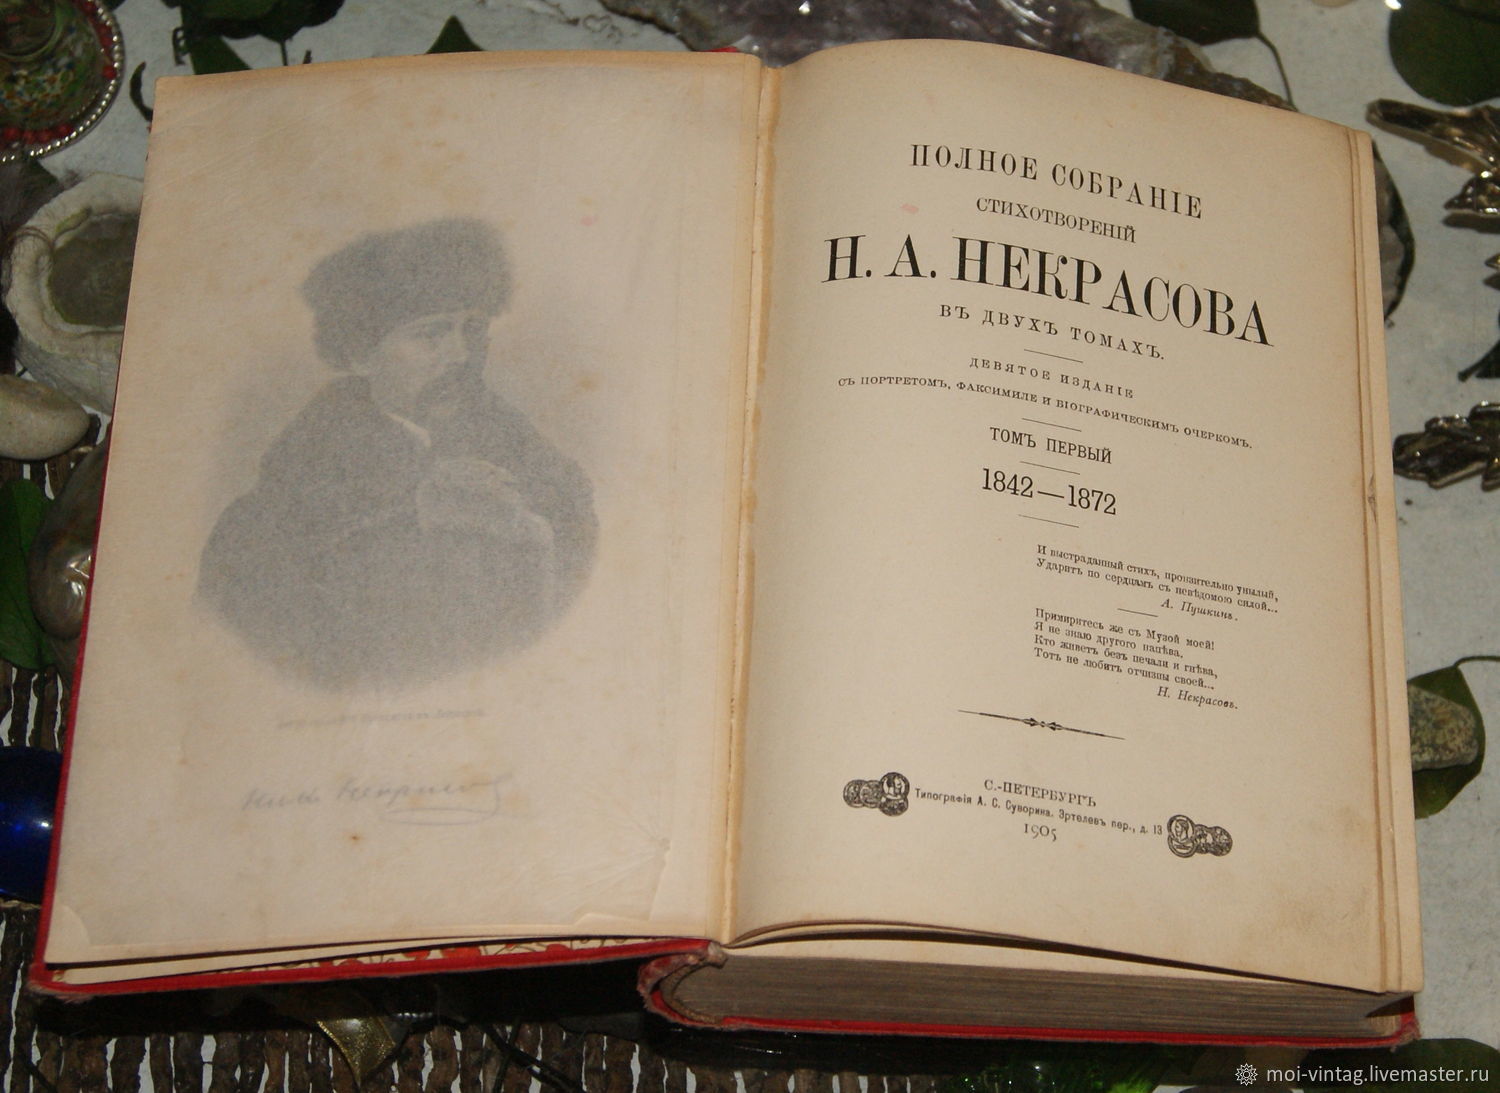 ПОЛНОЕ СОБРАНІЕ
СТИХОТВОРЕНІЙ
Н. А. НЕКРАСОВА
ВЪ ДВУХЪ ТОМАХЪ.
ДЕВЯТОЕ ИЗДАНІЕ
СЪ ПОРТРЕТОМЪ, ФАКСИМИЛЕ И БІОГРАФИЧЕСКИМЪ ОЧЕРКОМЪ.
ТОМЪ ПЕРВЫЙ
1842—1872
И выстраданный стихъ, пронзительно унылый,
Ударитъ по сердцамъ съ невѣдомою силой...
А. Пушкинъ.
Примиритесь же съ Музой моей!
Я не знаю другого напѣва.
Кто живетъ безъ печали и гнѣва,
Тотъ не любитъ отчизны своей...
Н. Некрасовъ.
С.-ПЕТЕРБУРГЪ
Типографія А. С. Суворина. Эртелевъ пер., д. 13
1905
moi-vintag.livemaster.ru